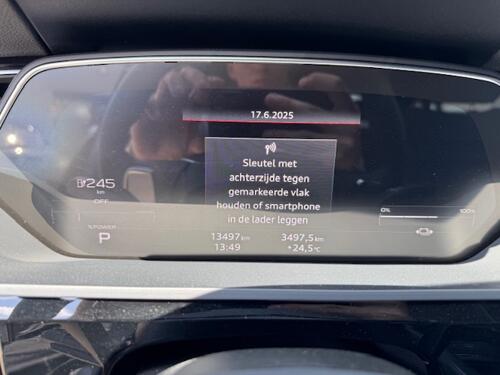 17.6.2025
Sleutel met
achterzijde tegen
gemarkeerde vlak
houden of smartphone
in de lader leggen
245
km
OFF
%POWER
P
0% 100%
13497 km 3497,5 km
13:49 +24,5°C